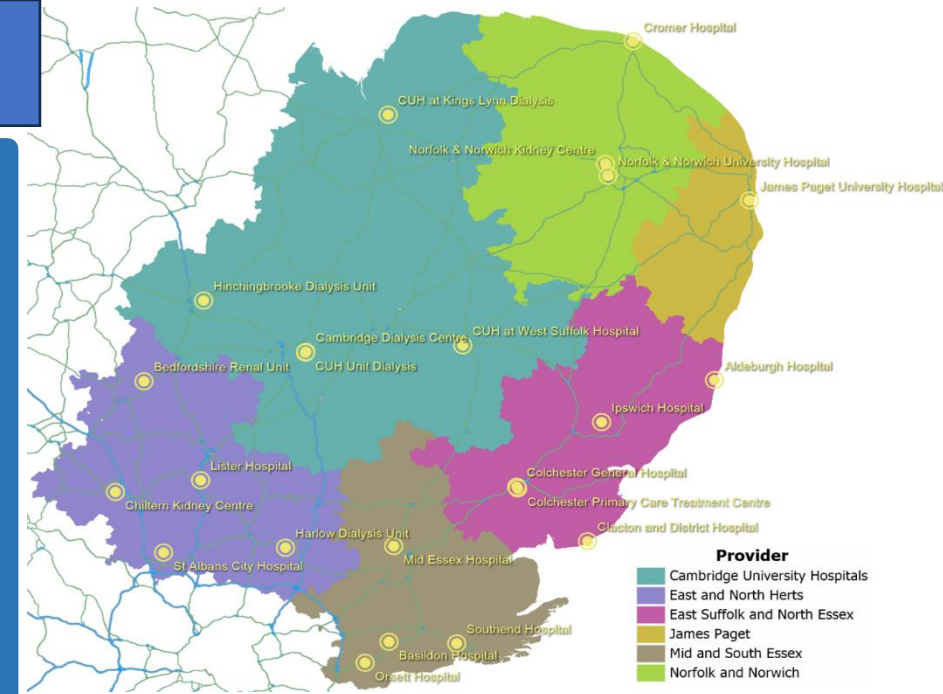 Cromer Hospital
CUH at Kings Lynn Dialysis
Norfolk & Norwich Kidney Centre
Norfolk & Norwich University Hospital
James Paget University Hospital
Hinchingbrooke Dialysis Unit
Cambridge Dialysis Centre
CUH at West Suffolk Hospital
CUH Unit Dialysis
Bedfordshire Renal Unit
Aldeburgh Hospital
Ipswich Hospital
Lister Hospital
Colchester General Hospital
Chiltern Kidney Centre
Colchester Primary Care Treatment Centre
Clacton and District Hospital
Harlow Dialysis Unit
Mid Essex Hospital
St Albans City Hospital
Southend Hospital
Basildon Hospital
Orsett Hospital
Provider
Cambridge University Hospitals
East and North Herts
East Suffolk and North Essex
James Paget
Mid and South Essex
Norfolk and Norwich